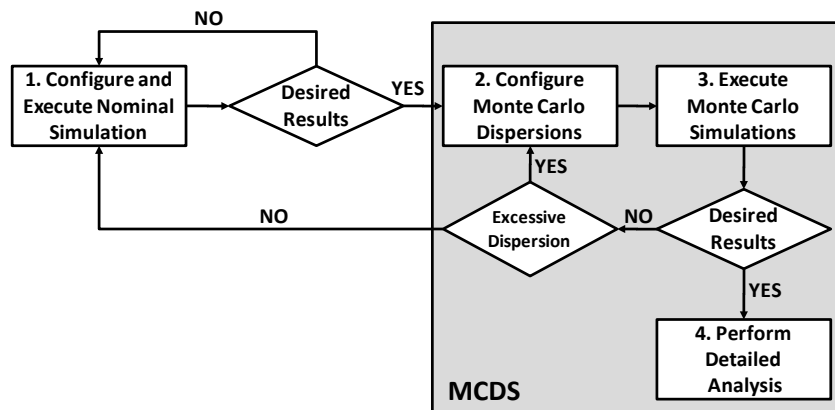 NO
1. Configure and
Execute Nominal
Simulation
Desired
Results
YES
2. Configure
Monte Carlo
Dispersions
3. Execute
Monte Carlo
Simulations
YES
NO
Excessive
Dispersion
NO
Desired
Results
YES
4. Perform
Detailed
Analysis
MCDS